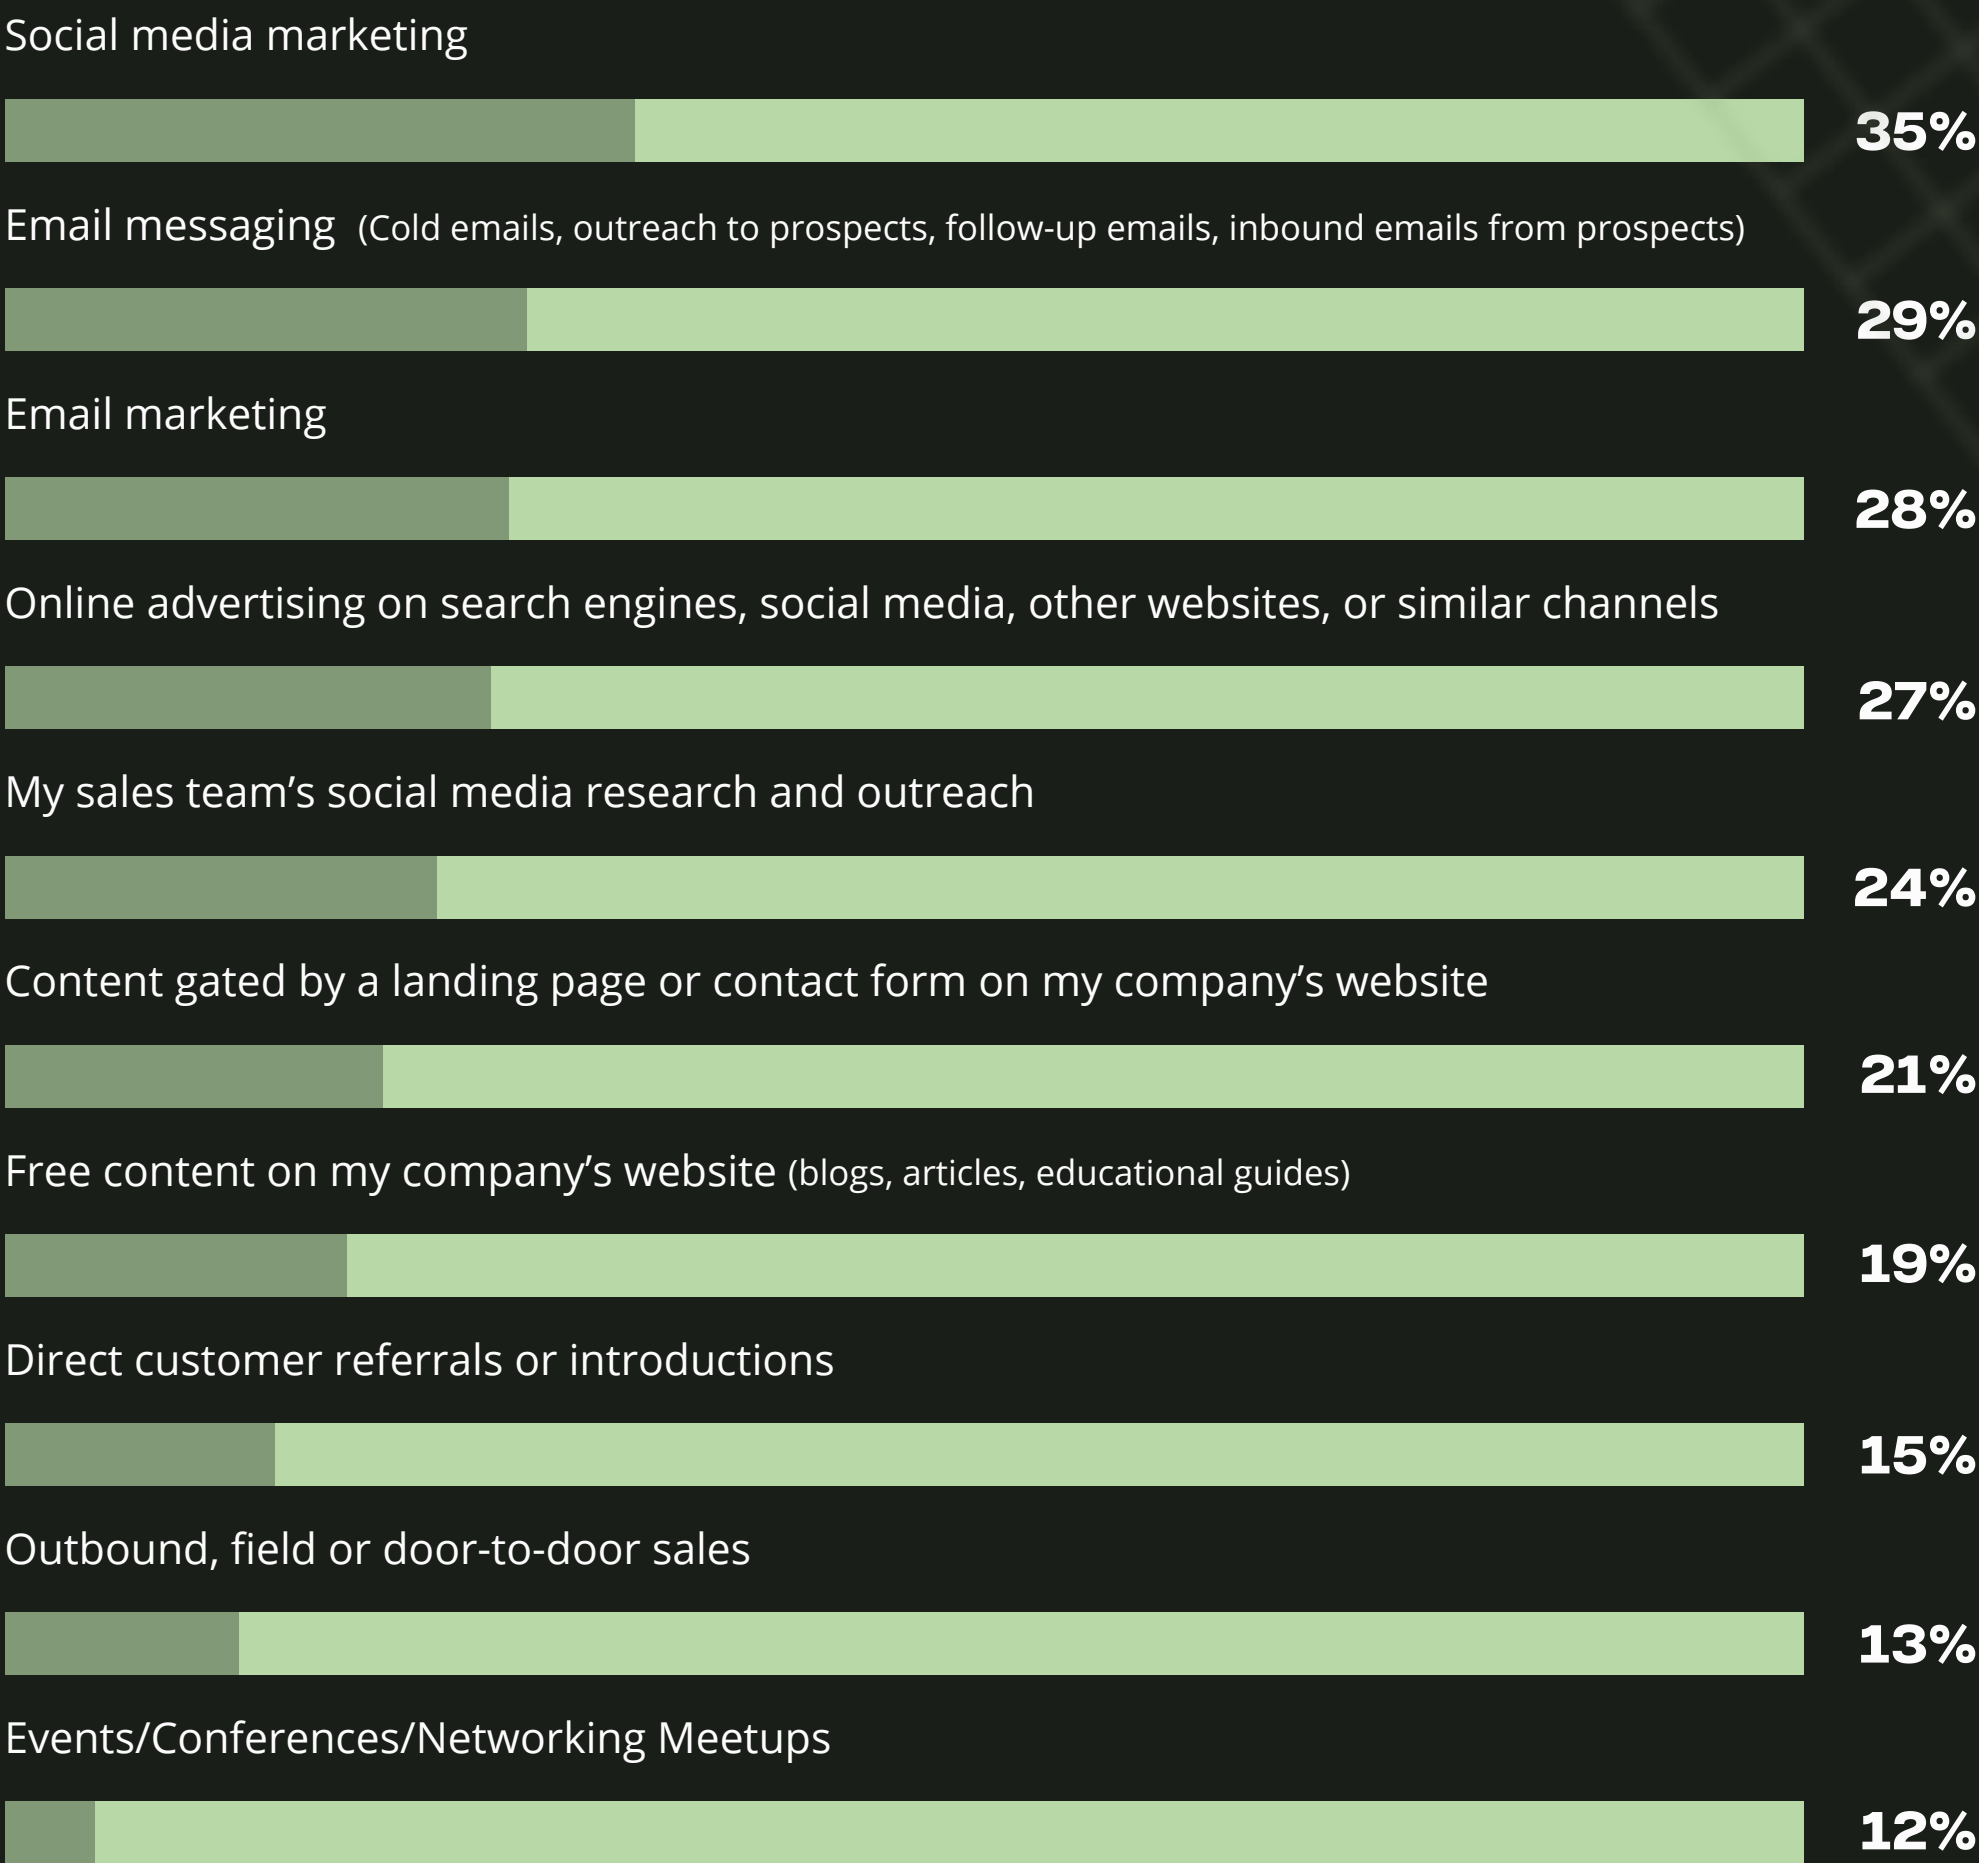 Social media marketing
35%
Email messaging (Cold emails, outreach to prospects, follow-up emails, inbound emails from prospects)
29%
Email marketing
28%
Online advertising on search engines, social media, other websites, or similar channels
27%
My sales team’s social media research and outreach
24%
Content gated by a landing page or contact form on my company’s website
21%
Free content on my company’s website (blogs, articles, educational guides)
19%
Direct customer referrals or introductions
15%
Outbound, field or door-to-door sales
13%
Events/Conferences/Networking Meetups
12%